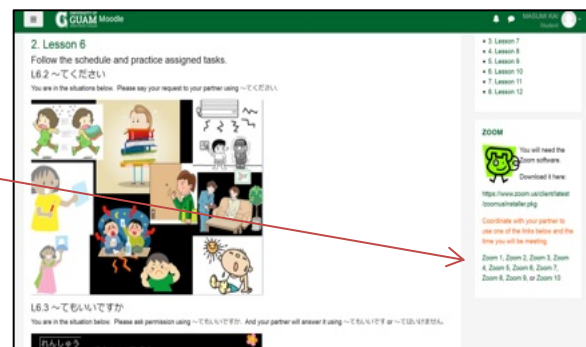 UNIVERSITY OF
GUAM Moodle
MASUMI KAI
Student
2. Lesson 6
Follow the schedule and practice assigned tasks.
L6.2 ～てください
You are in the situations below. Please say your request to your partner using ～てください.
L6.3 ～てもいいですか
You are in the situation below. Please ask permission using ～てもいいですか. And your partner will answer it using ～てもいいです or ～てはいけません.
れんしゅう
3. Lesson 7
4. Lesson 8
5. Lesson 9
6. Lesson 10
7. Lesson 11
8. Lesson 12
ZOOM
You will need the
Zoom software.
Download it here:
https://www.zoom.us/client/latest
/zoomusInstaller.pkg
Coordinate with your partner to
use one of the links below and the
time you will be meeting
Zoom 1, Zoom 2, Zoom 3, Zoom
4, Zoom 5, Zoom 6, Zoom 7,
Zoom 8, Zoom 9, or Zoom 10